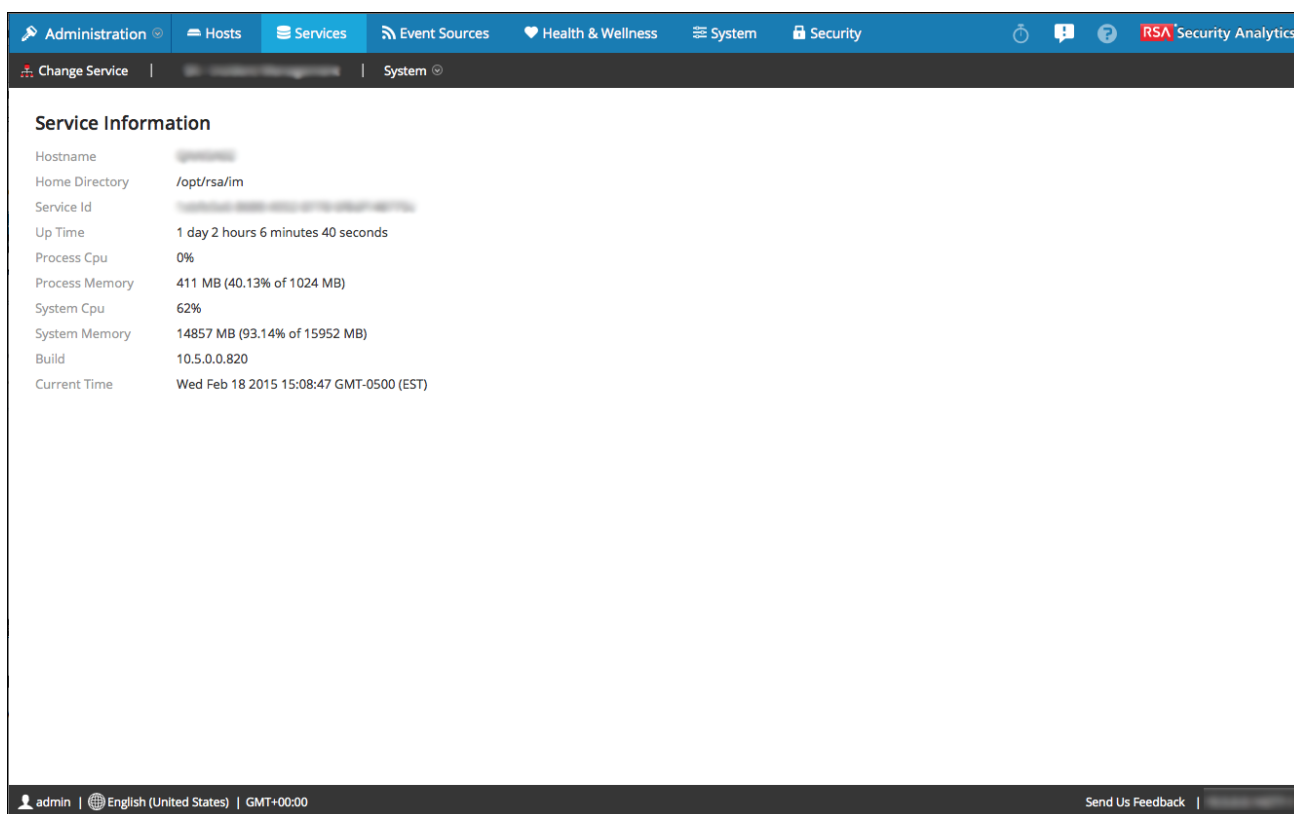 Administration Hosts Services Event Sources Health & Wellness System Security RSA Security Analytics
Change Service | | System
Service Information
Hostname
Home Directory /opt/rsa/im
Service Id
Up Time 1 day 2 hours 6 minutes 40 seconds
Process Cpu 0%
Process Memory 411 MB (40.13% of 1024 MB)
System Cpu 62%
System Memory 14857 MB (93.14% of 15952 MB)
Build 10.5.0.0.820
Current Time Wed Feb 18 2015 15:08:47 GMT-0500 (EST)
admin | English (United States) | GMT+00:00 Send Us Feedback |